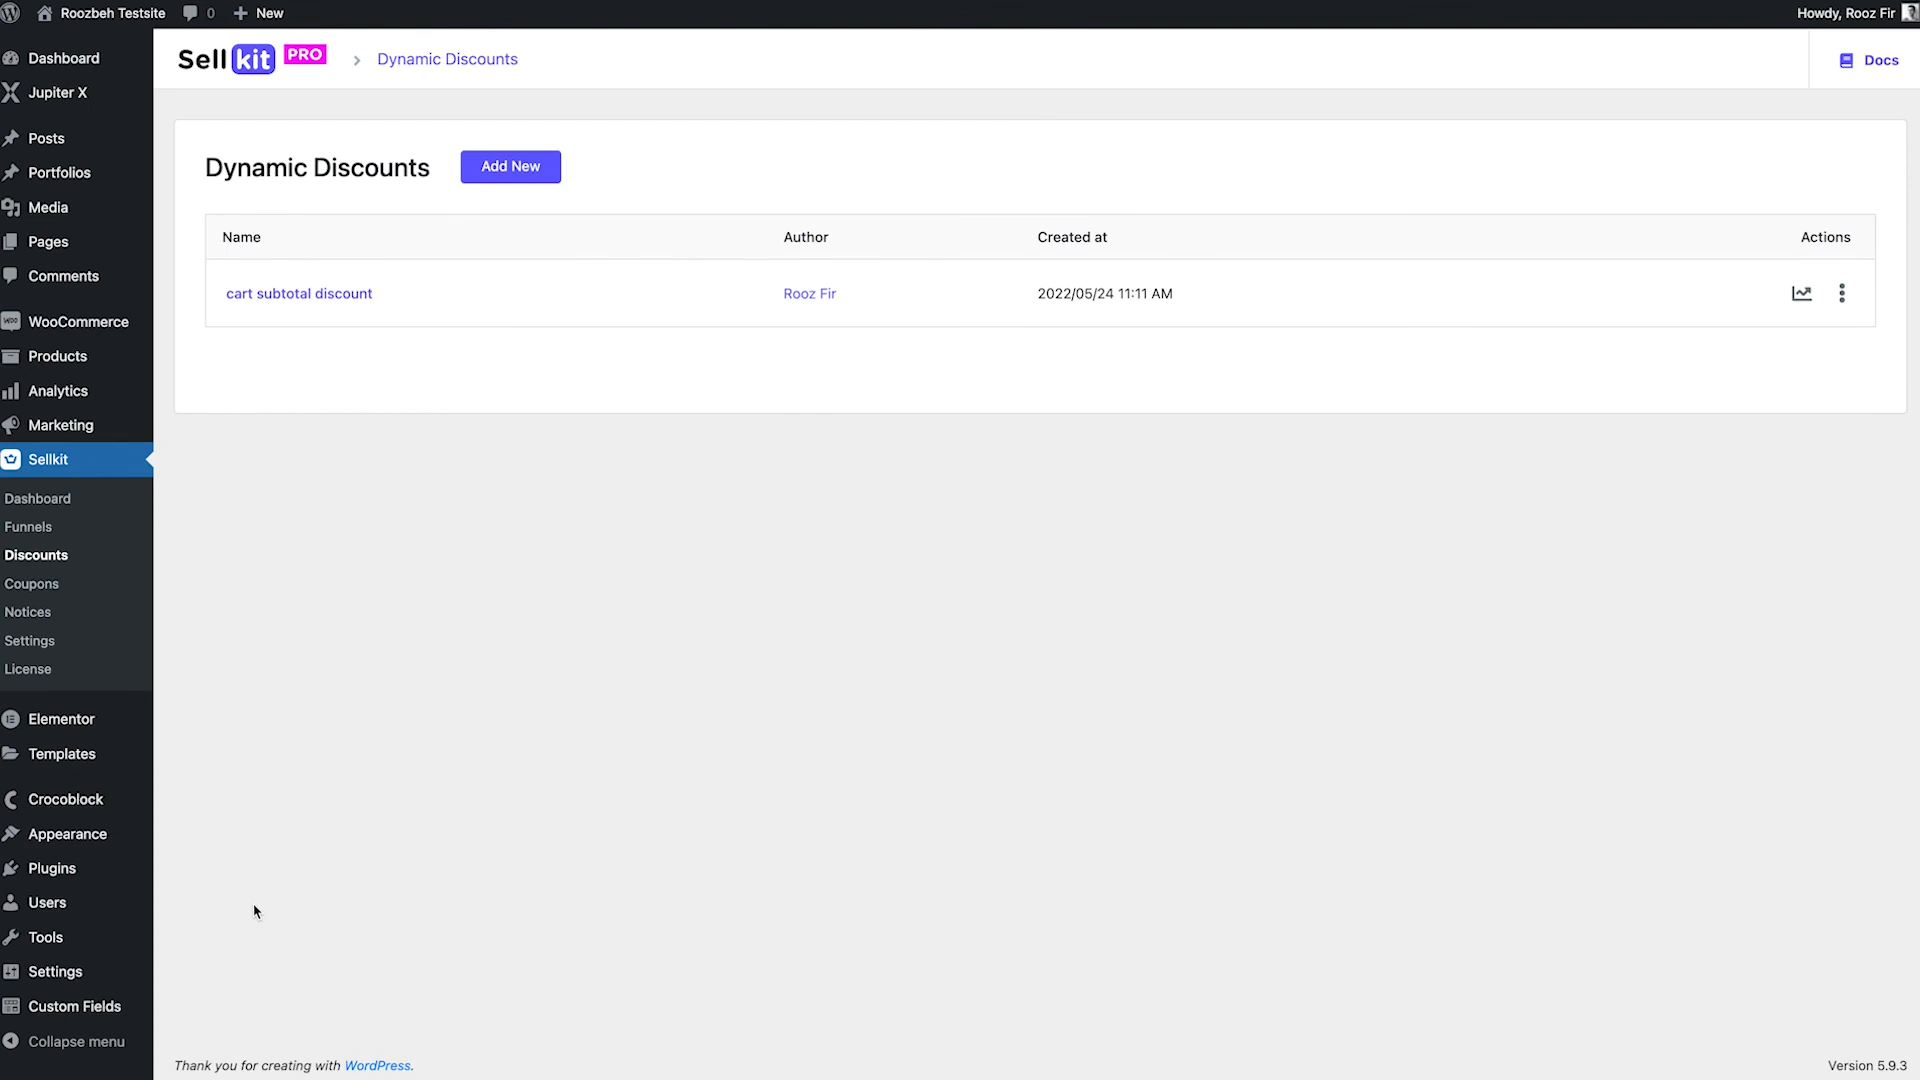 Roozbeh Testsite
0
New
Howdy, Rooz Fir
Dashboard
Jupiter X
Posts
Portfolios
Media
Pages
Comments
WooCommerce
Products
Analytics
Marketing
Sellkit
Dashboard
Funnels
Discounts
Coupons
Notices
Settings
License
Elementor
Templates
Crocoblock
Appearance
Plugins
Users
Tools
Settings
Custom Fields
Collapse menu
Sellkit PRO
Dynamic Discounts
Docs
Dynamic Discounts
Add New
Name Author Created at Actions
cart subtotal discount Rooz Fir 2022/05/24 11:11 AM
Thank you for creating with WordPress.
Version 5.9.3